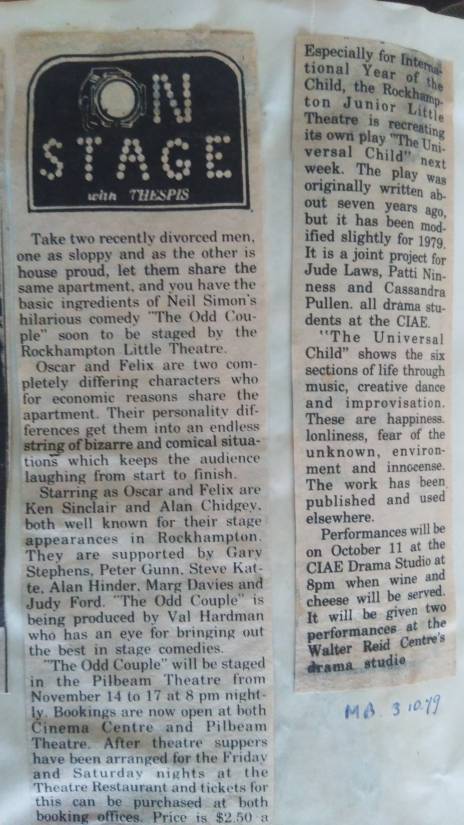 ON
STAGE
with THESPIS
Take two recently divorced men,
one as sloppy and as the other is
house proud, let them share the
same apartment, and you have the
basic ingredients of Neil Simon's
hilarious comedy "The Odd Cou-
ple" soon to be staged by the
Rockhampton Little Theatre.
Oscar and Felix are two com-
pletely differing characters who
for economic reasons share the
apartment. Their personality dif-
ferences get them into an endless
string of bizarre and comical situa-
tions which keeps the audience
laughing from start to finish.
Starring as Oscar and Felix are
Ken Sinclair and Alan Chidgey,
both well known for their stage
appearances in Rockhampton.
They are supported by Gary
Stephens, Peter Gunn, Steve Kat-
te, Alan Hinder, Marg Davies and
Judy Ford. "The Odd Couple" is
being produced by Val Hardman
who has an eye for bringing out
the best in stage comedies.
"The Odd Couple" will be staged
in the Pilbeam Theatre from
November 14 to 17 at 8 pm night-
ly. Bookings are now open at both
Cinema Centre and Pilbeam
Theatre. After theatre suppers
have been arranged for the Friday
and Saturday nights at the
Theatre Restaurant and tickets for
this can be purchased at both
booking offices. Price is $2.50 a
Especially for Interna-
tional Year of the
Child, the Rockhamp-
ton Junior Little
Theatre is recreating
its own play "The Uni-
versal Child" next
week. The play was
originally written ab-
out seven years ago,
but it has been mod-
ified slightly for 1979.
It is a joint project for
Jude Laws, Patti Nin-
ness and Cassandra
Pullen. all drama stu-
dents at the CIAE.
"The Universal
Child" shows the six
sections of life through
music, creative dance
and improvisation.
These are happiness.
lonliness, fear of the
unknown, environ-
ment and innocense.
The work has been
published and used
elsewhere.
Performances will be
on October 11 at the
CIAE Drama Studio at
8pm when wine and
cheese will be served.
It will be given two
performances at the
Walter Reid Centre's
drama studio
MB. 3.10.79